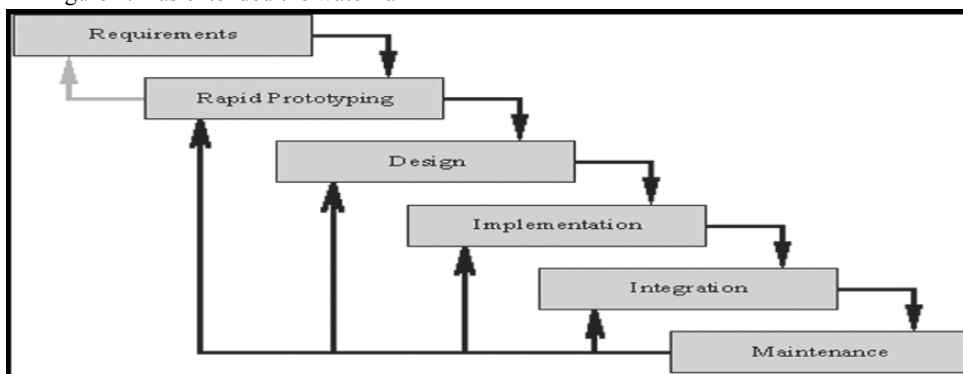 Requirements
Rapid Prototyping
Design
Implementation
Integration
Maintenance